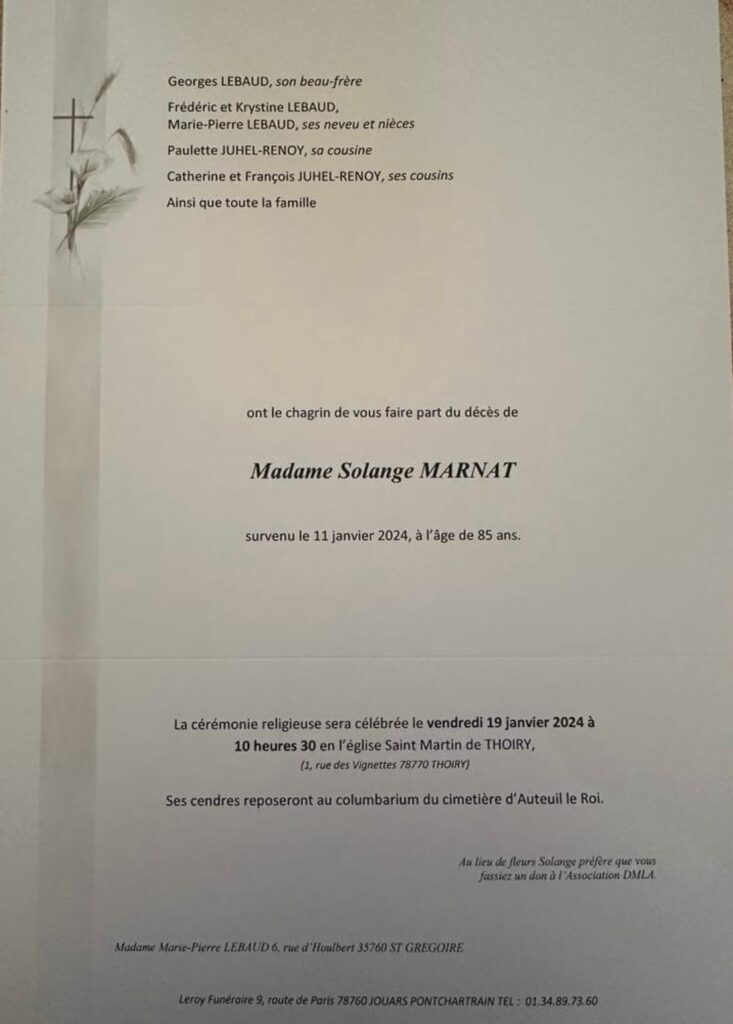 Georges LEBAUD, son beau-frère
Frédéric et Krystine LEBAUD,
Marie-Pierre LEBAUD, ses neveu et nièces
Paulette JUHEL-RENOY, sa cousine
Catherine et François JUHEL-RENOY, ses cousins
Ainsi que toute la famille
ont le chagrin de vous faire part du décès de
Madame Solange MARNAT
survenu le 11 janvier 2024, à l’âge de 85 ans.
La cérémonie religieuse sera célébrée le vendredi 19 janvier 2024 à
10 heures 30 en l’église Saint Martin de THOIRY,
(1, rue des Vignettes 78770 THOIRY)
Ses cendres reposeront au columbarium du cimetière d’Auteuil le Roi.
Au lieu de fleurs Solange préfère que vous
fassiez un don à l’Association DMLA.
Madame Marie-Pierre LEBAUD 6, rue d’Houlbert 35760 ST GREGOIRE
Leroy Funéraire 9, route de Paris 78760 JOUARS PONTCHARTRAIN TEL : 01.34.89.73.60